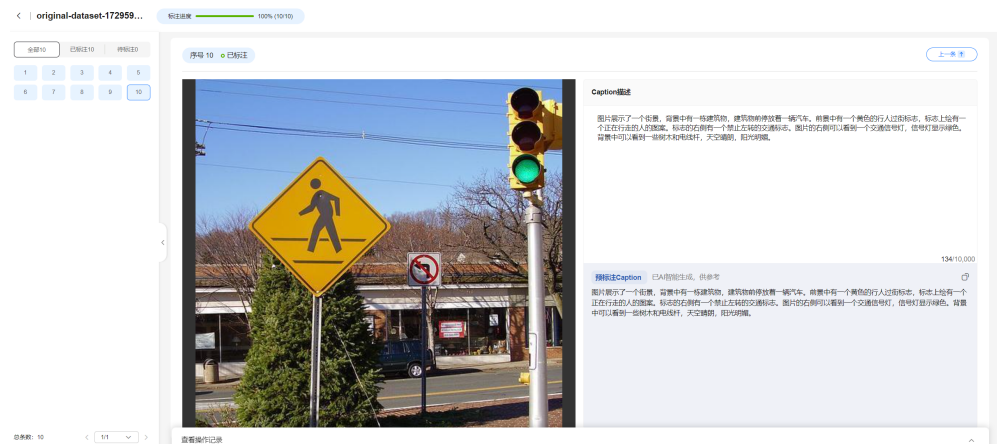 original-dataset-172959...
标注进度 100% (10/10)
全部10 已标注10 待标注0
1 2 3 4 5
6 7 8 9 10
总条数: 10
1/1
序号 10 已标注
上一条
Caption描述
图片展示了一个街景，背景中有一栋建筑物，建筑物前停放着一辆汽车。前景中有一个黄色的行人过街标志，标志上绘有一
个正在行走的人的图案。标志的右侧有一个禁止左转的交通标志。图片的右侧可以看到一个交通信号灯，信号灯显示绿色。
背景中可以看到一些树木和电线杆，天空晴朗，阳光明媚。
134/10,000
预标注Caption 已AI智能生成，供参考
图片展示了一个街景，背景中有一栋建筑物，建筑物前停放着一辆汽车。前景中有一个黄色的行人过街标志，标志上绘有一个
正在行走的人的图案。标志的右侧有一个禁止左转的交通标志。图片的右侧可以看到一个交通信号灯，信号灯显示绿色。背景
中可以看到一些树木和电线杆，天空晴朗，阳光明媚。
查看操作记录